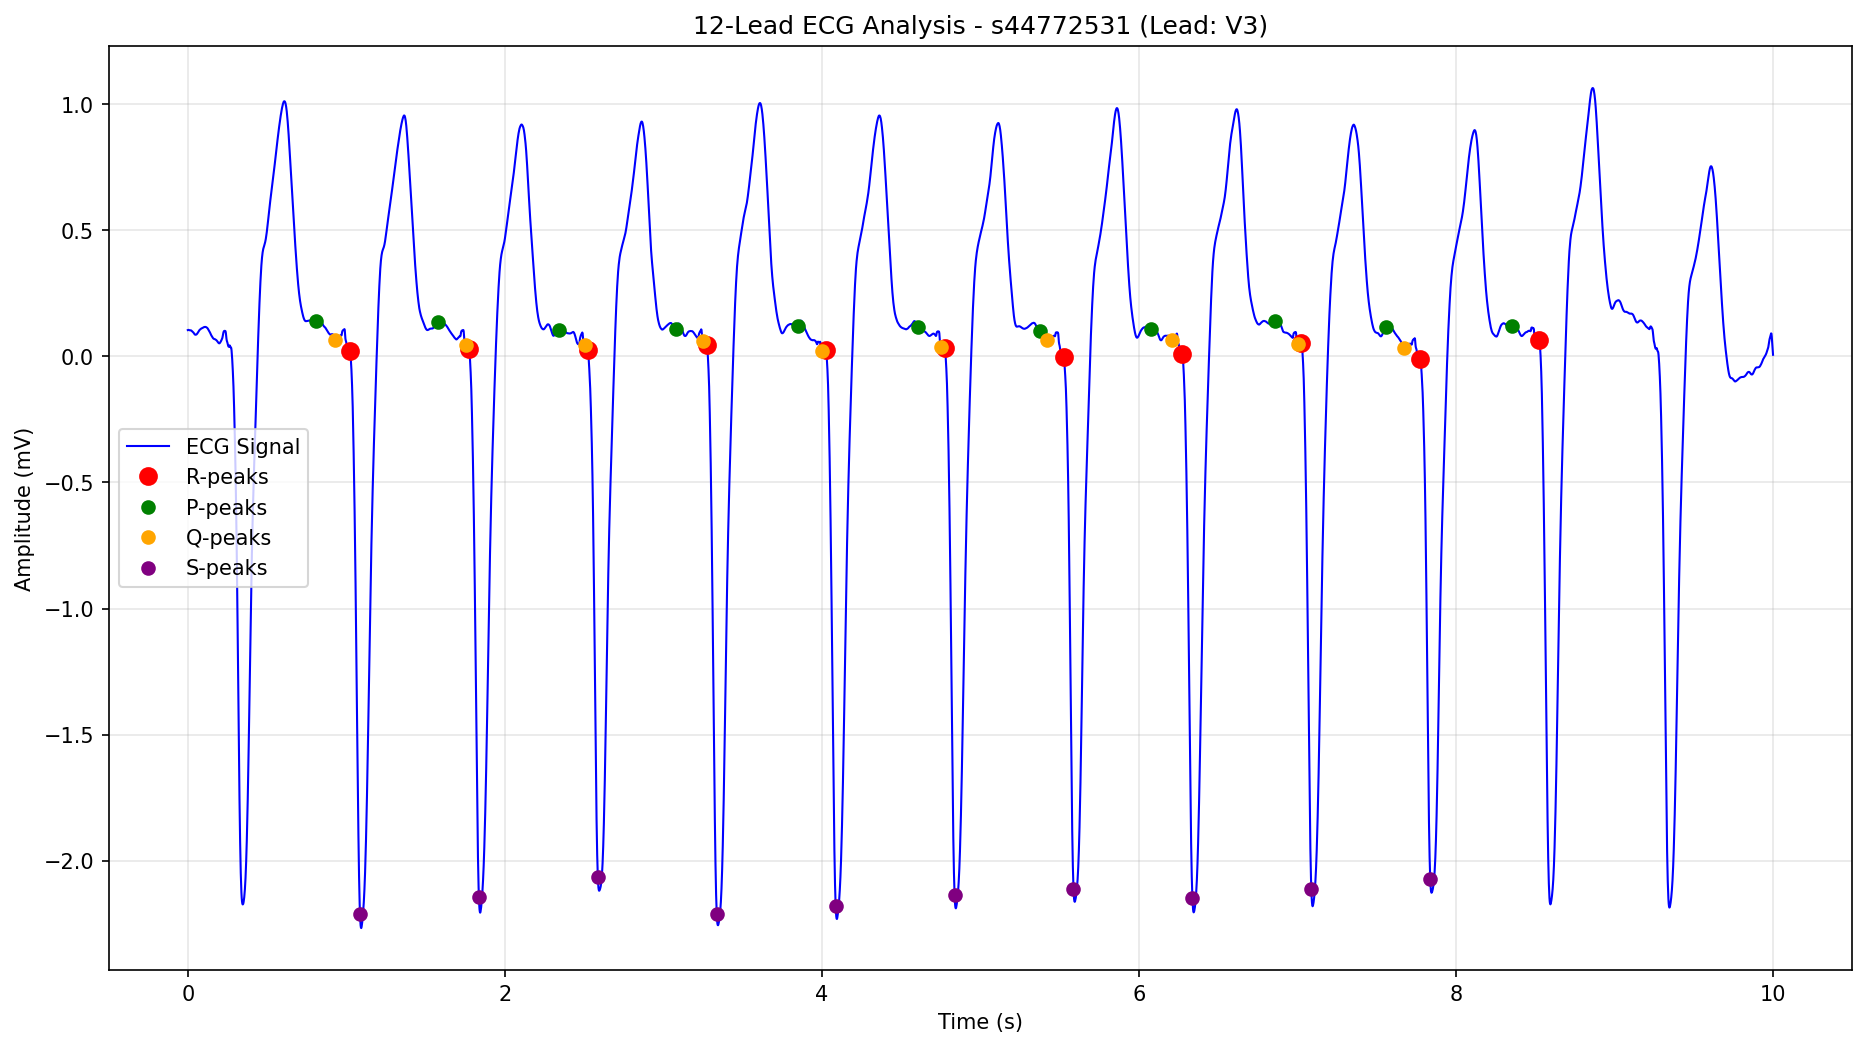 12-Lead ECG Analysis - s44772531 (Lead: V3)
Amplitude (mV)
1.0
0.5
0.0
−0.5
−1.0
−1.5
−2.0
ECG Signal
R-peaks
P-peaks
Q-peaks
S-peaks
0 2 4 6 8 10
Time (s)